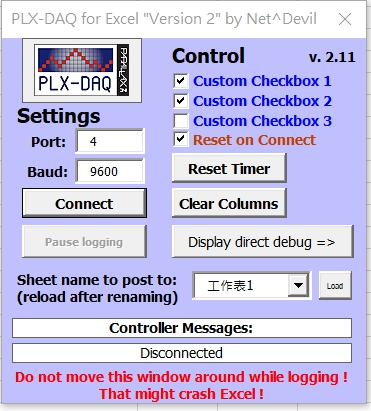 PLX-DAQ for Excel "Version 2" by Net^Devil
PLX-DAQ
PARALLAX
Control
v. 2.11
Custom Checkbox 1
Custom Checkbox 2
Custom Checkbox 3
Reset on Connect
Settings
Port: 4
Baud: 9600
Reset Timer
Connect
Clear Columns
Pause logging
Display direct debug =>
Sheet name to post to:
(reload after renaming)
工作表1
Load
Controller Messages:
Disconnected
Do not move this window around while logging !
That might crash Excel !